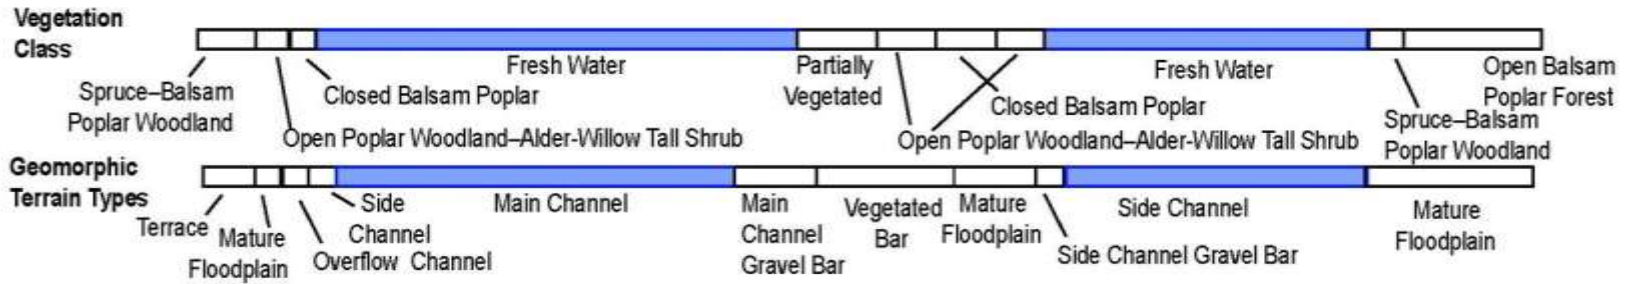 Vegetation
Class
Fresh Water
Partially
Vegetated
Fresh Water
Open Balsam
Poplar Forest
Spruce–Balsam
Poplar Woodland
Closed Balsam Poplar
Closed Balsam Poplar
Open Poplar Woodland–Alder-Willow Tall Shrub
Open Poplar Woodland–Alder-Willow Tall Shrub
Spruce–Balsam
Poplar Woodland
Geomorphic
Terrain Types
Terrace
Mature
Floodplain
Overflow Channel
Side
Channel
Main Channel
Main
Channel
Gravel Bar
Vegetated
Bar
Mature
Floodplain
Side Channel Gravel Bar
Side Channel
Mature
Floodplain